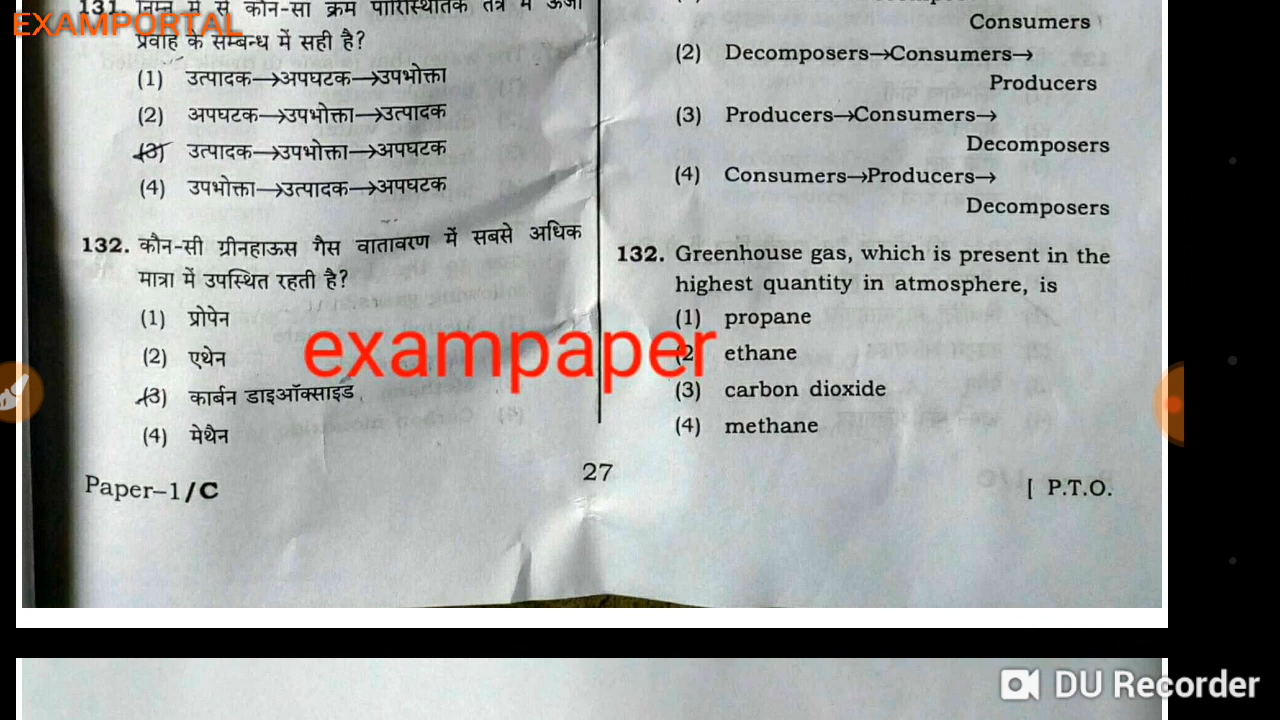 EXAMPORTAL
131. निम्न में से कौन-सा क्रम पारिस्थितिक तंत्र में ऊर्जा
प्रवाह के सम्बन्ध में सही है?
(1) उत्पादक→अपघटक→उपभोक्ता
(2) अपघटक→उपभोक्ता→उत्पादक
(3) उत्पादक→उपभोक्ता→अपघटक
(4) उपभोक्ता→उत्पादक→अपघटक
132. कौन-सी ग्रीनहाऊस गैस वातावरण में सबसे अधिक
मात्रा में उपस्थित रहती है?
(1) प्रोपेन
(2) एथेन
(3) कार्बन डाइऑक्साइड
(4) मेथैन
Paper–1/C
Consumers
(2) Decomposers→Consumers→
Producers
(3) Producers→Consumers→
Decomposers
(4) Consumers→Producers→
Decomposers
132. Greenhouse gas, which is present in the
highest quantity in atmosphere, is
(1) propane
(2 ethane
(3) carbon dioxide
(4) methane
exampaper
27
[ P.T.O.
DU Recorder